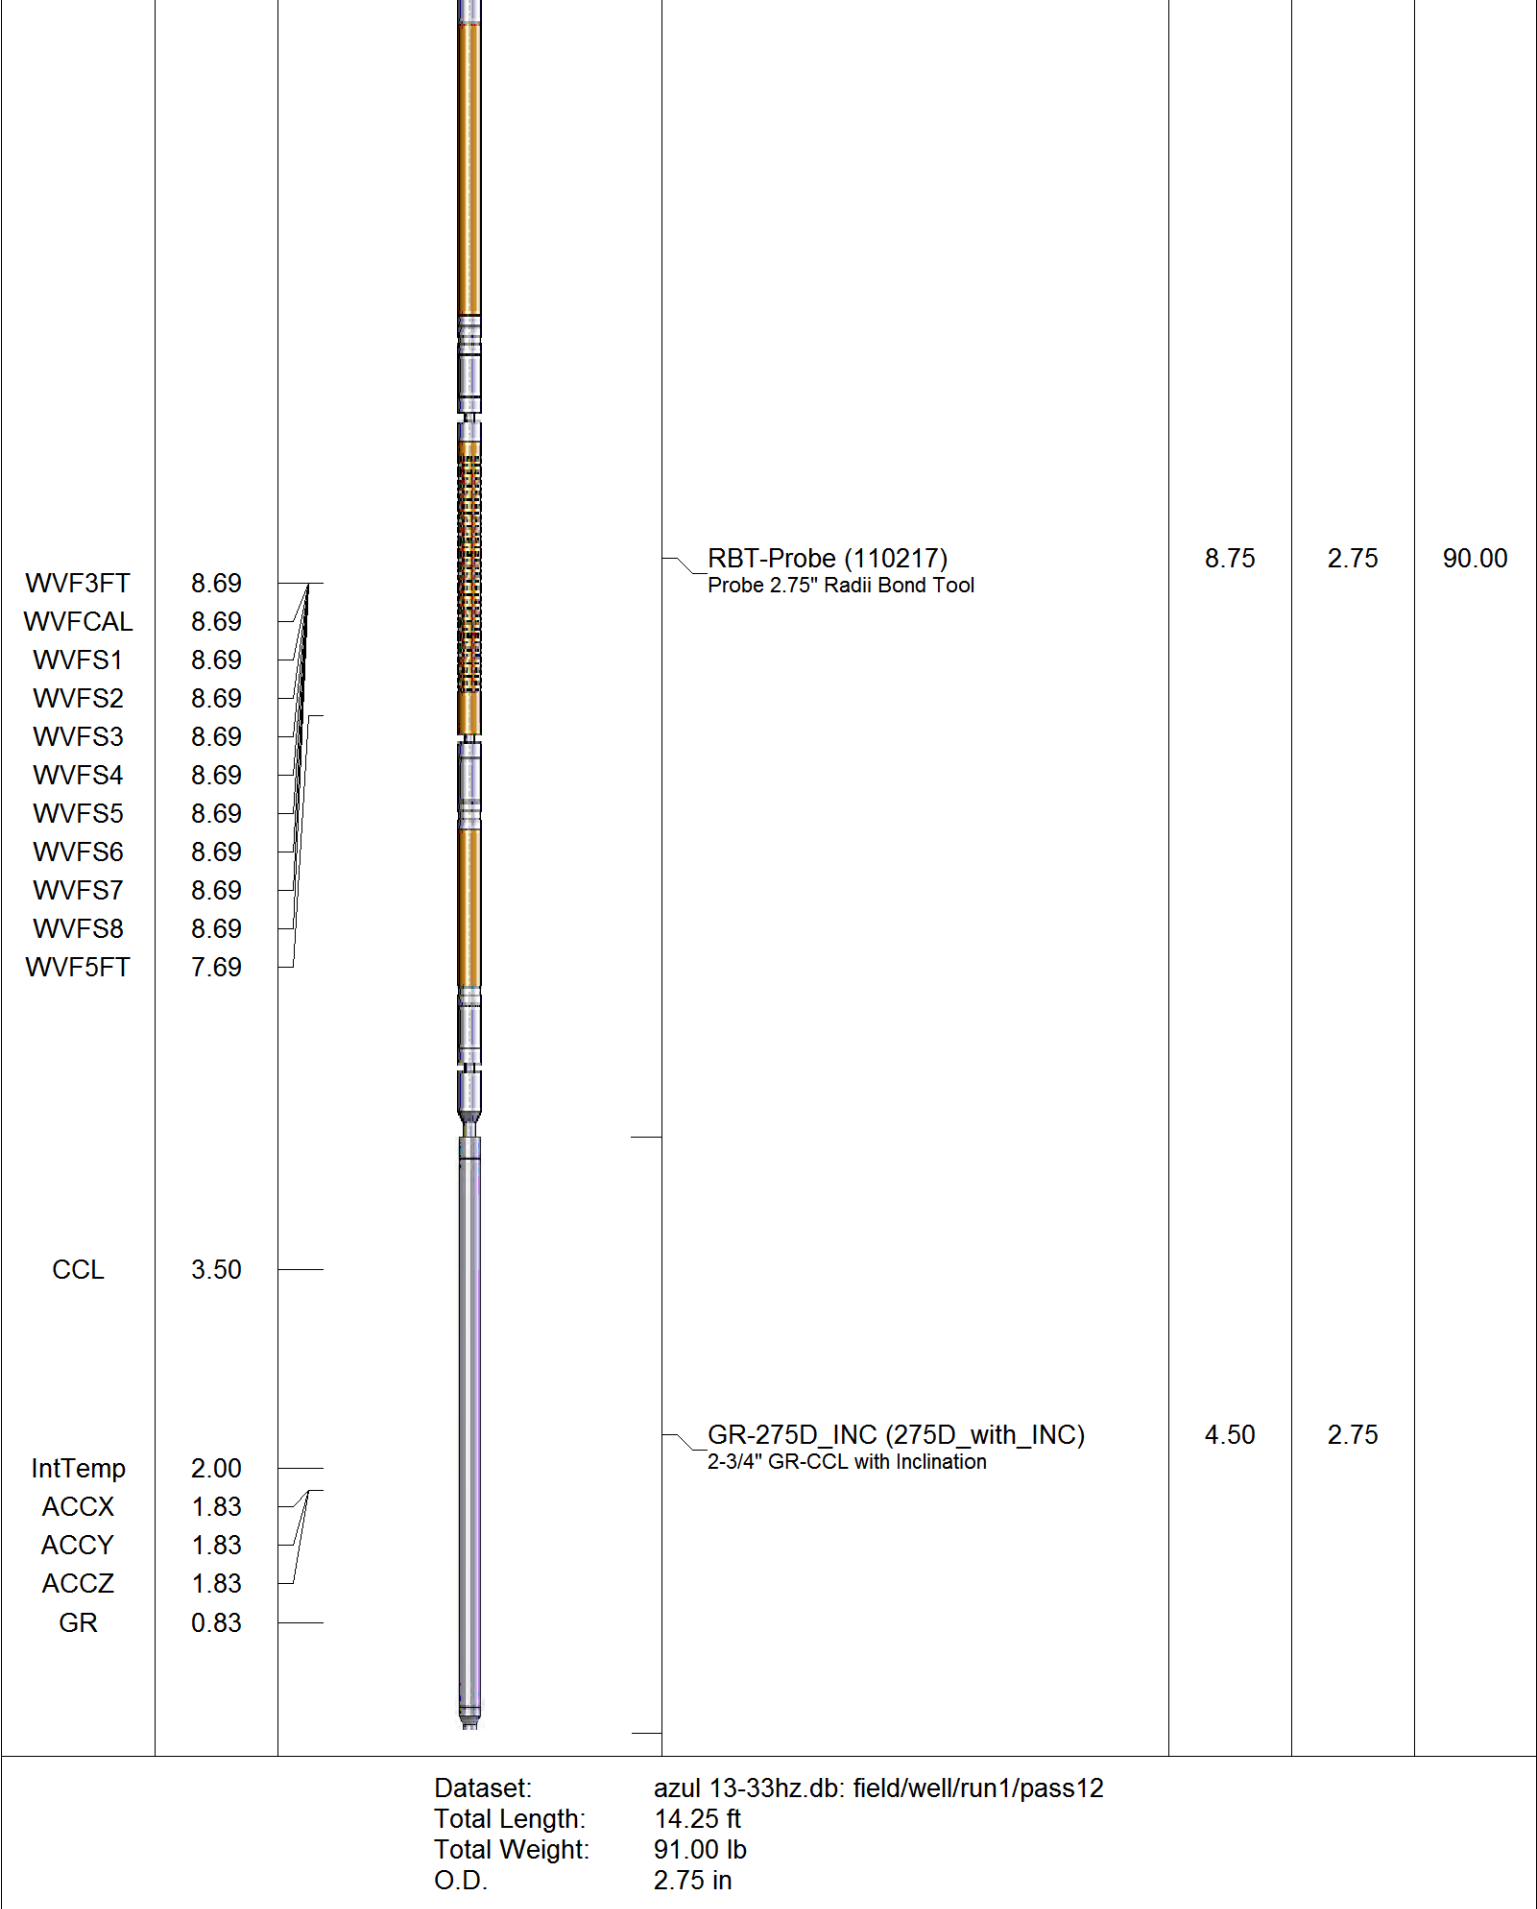 RBT-Probe (110217) 8.75 2.75 90.00
Probe 2.75" Radii Bond Tool
WVF3FT 8.69
WVFCAL 8.69
WVFS1 8.69
WVFS2 8.69
WVFS3 8.69
WVFS4 8.69
WVFS5 8.69
WVFS6 8.69
WVFS7 8.69
WVFS8 8.69
WVF5FT 7.69
CCL 3.50
GR-275D_INC (275D_with_INC) 4.50 2.75
2-3/4" GR-CCL with Inclination
IntTemp 2.00
ACCX 1.83
ACCY 1.83
ACCZ 1.83
GR 0.83
Dataset: azul 13-33hz.db: field/well/run1/pass12
Total Length: 14.25 ft
Total Weight: 91.00 lb
O.D. 2.75 in